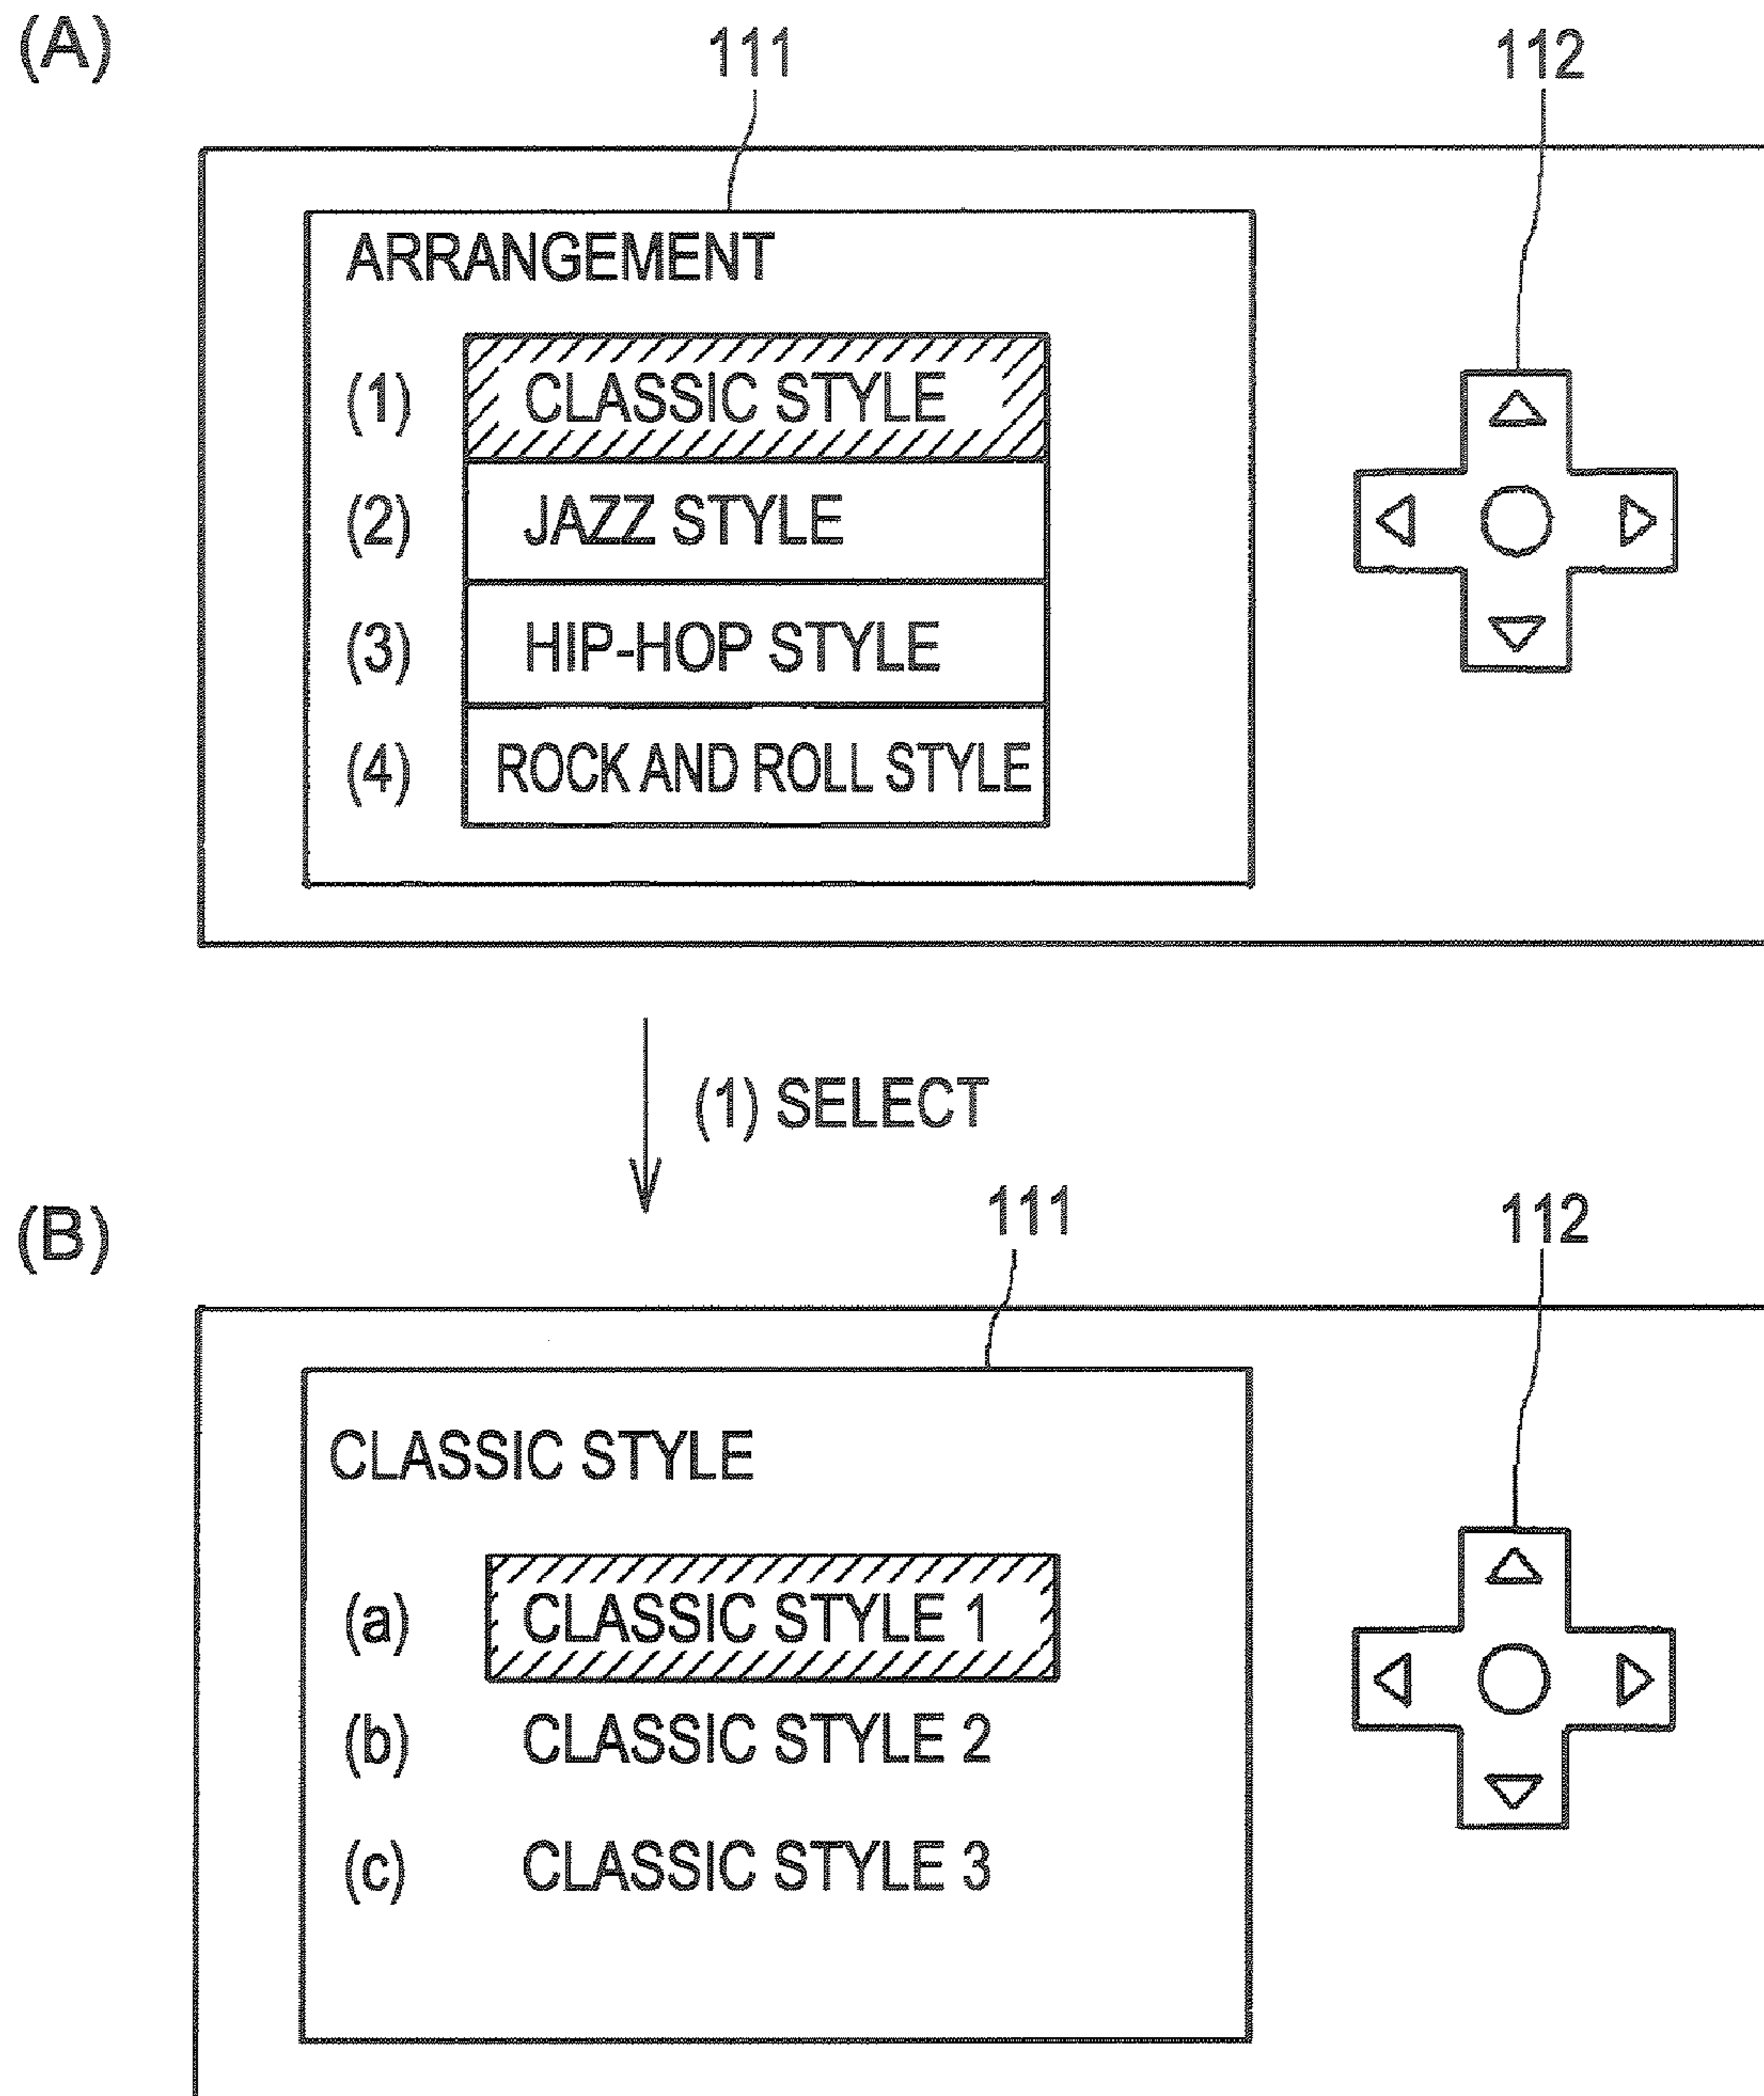 (A)
111
112
ARRANGEMENT
(1) CLASSIC STYLE
(2) JAZZ STYLE
(3) HIP-HOP STYLE
(4) ROCK AND ROLL STYLE
(1) SELECT
(B)
111
112
CLASSIC STYLE
(a) CLASSIC STYLE 1
(b) CLASSIC STYLE 2
(c) CLASSIC STYLE 3